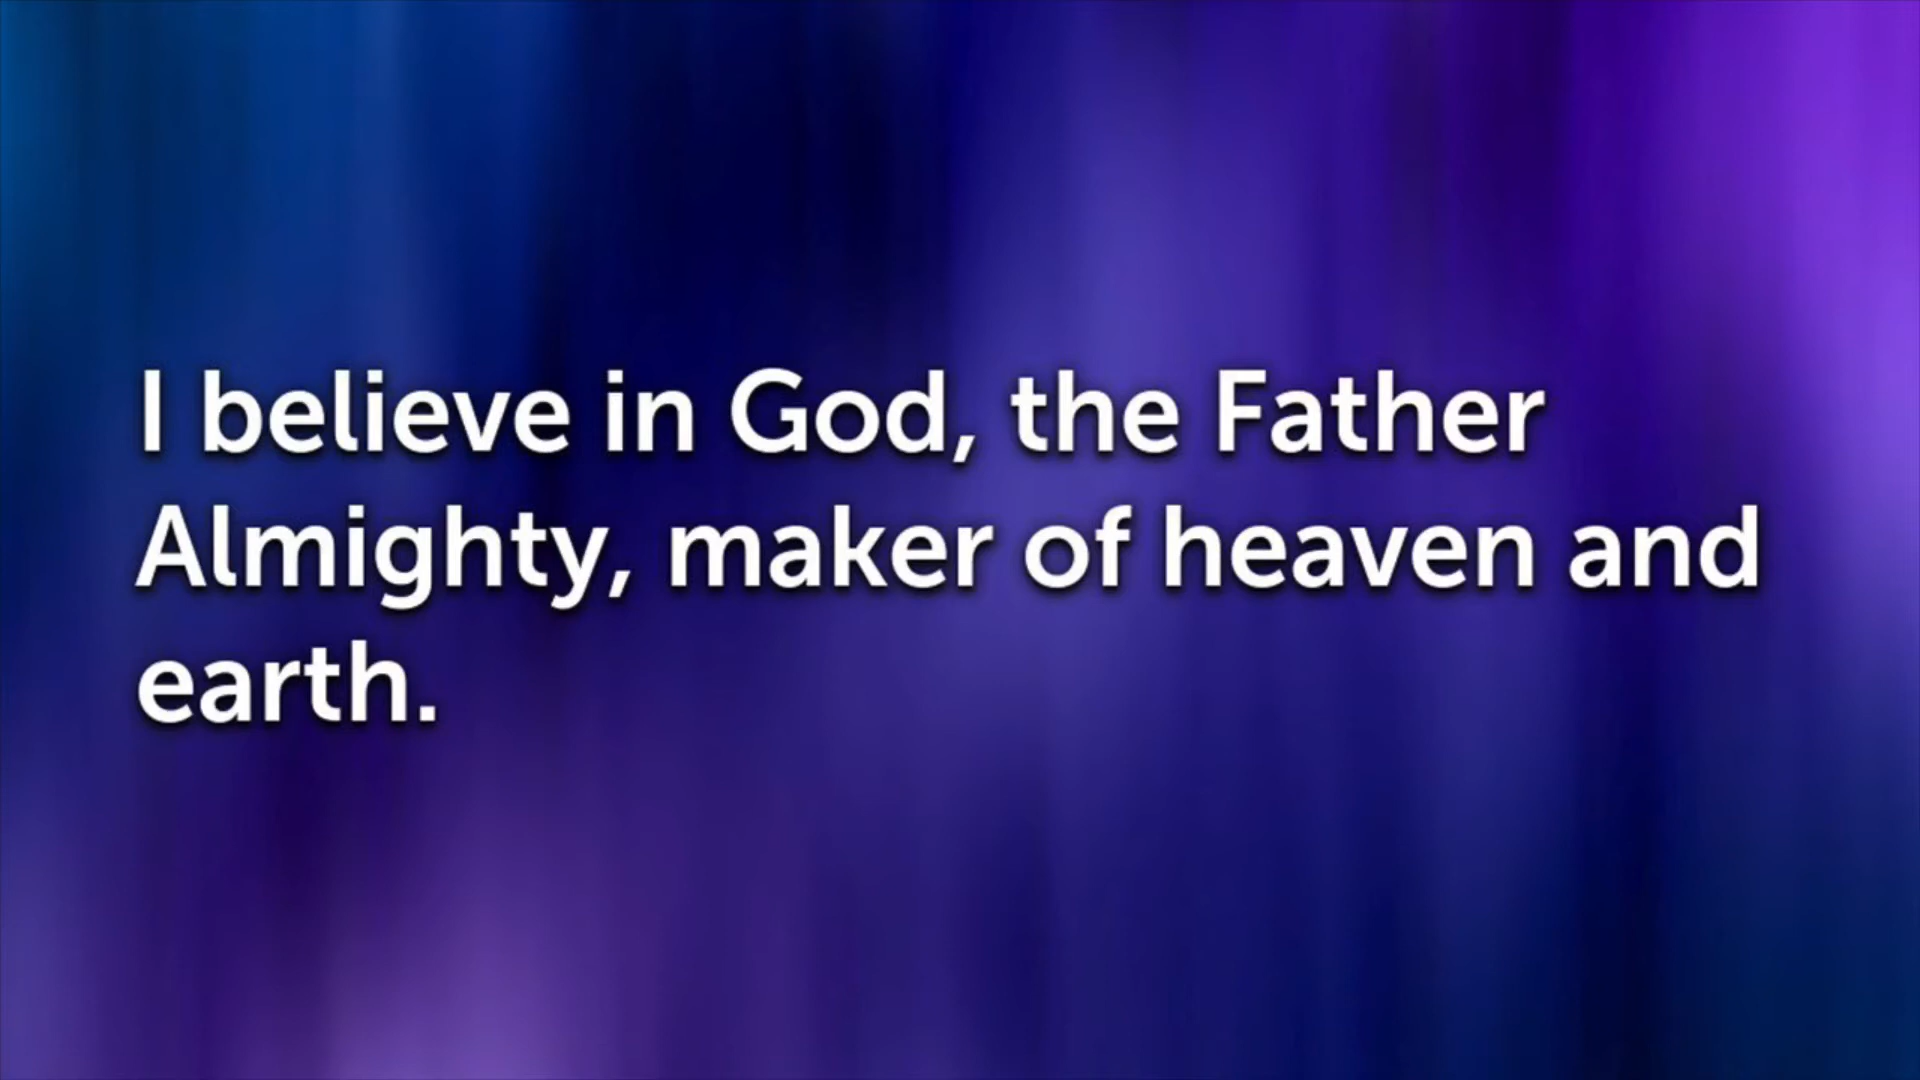 I believe in God, the Father
Almighty, maker of heaven and
earth.